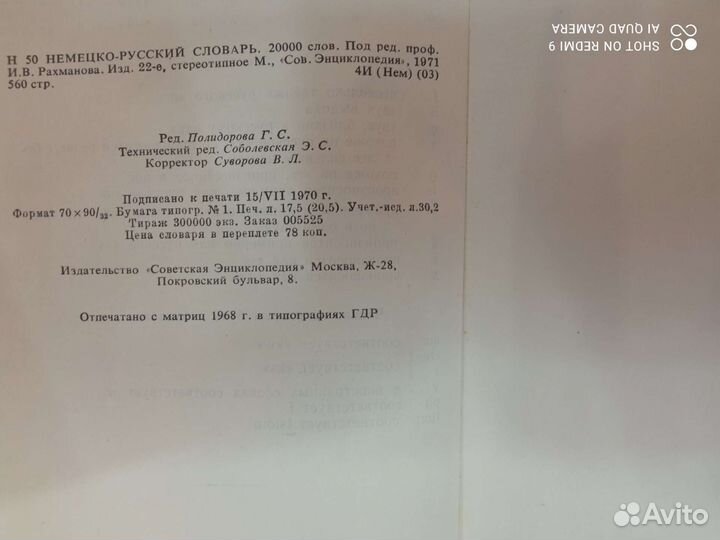 Н 50 НЕМЕЦКО-РУССКИЙ СЛОВАРЬ. 20000 слов. Под ред. проф.
И.В. Рахманова. Изд. 22-е, стереотипное М., «Сов. Энциклопедия», 1971
560 стр. 4И (Нем) (03)
Ред. Полидорова Г. С.
Технический ред. Соболевская Э. С.
Корректор Суворова В. Л.
Подписано к печати 15/VII 1970 г.
Формат 70×90/32. Бумага типогр. №1. Печ. л. 17,5 (20,5). Учет.-изд. л.30,2
Тираж 300000 экз. Заказ 005525
Цена словаря в переплете 78 коп.
Издательство «Советская Энциклопедия» Москва, Ж-28,
Покровский бульвар, 8.
Отпечатано с матриц 1968 г. в типографиях ГДР
SHOT ON REDMI 9
AI QUAD CAMERA
Avito